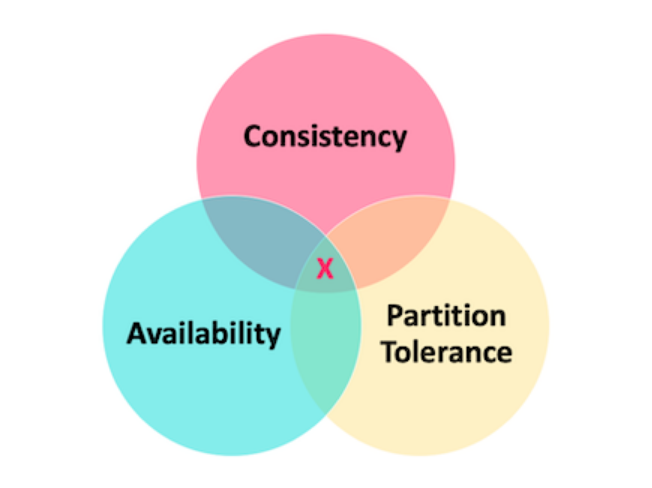 Consistency
X
Availability
Partition
Tolerance